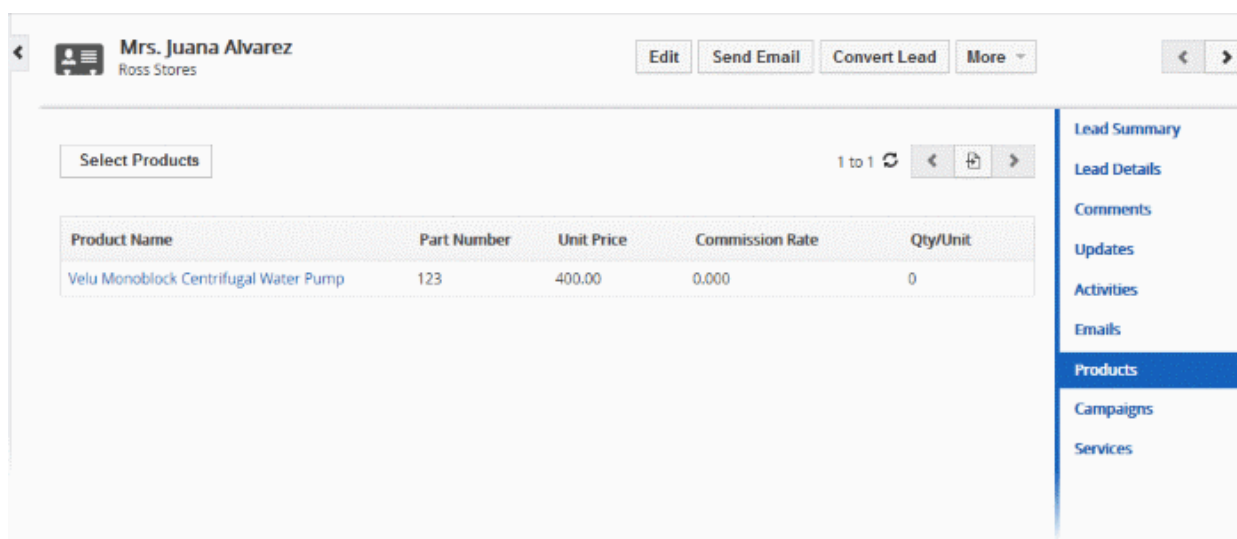 Mrs. Juana Alvarez
Ross Stores
Edit Send Email Convert Lead More
Select Products
1 to 1
Product Name Part Number Unit Price Commission Rate Qty/Unit
Velu Monoblock Centrifugal Water Pump 123 400.00 0.000 0
Lead Summary
Lead Details
Comments
Updates
Activities
Emails
Products
Campaigns
Services